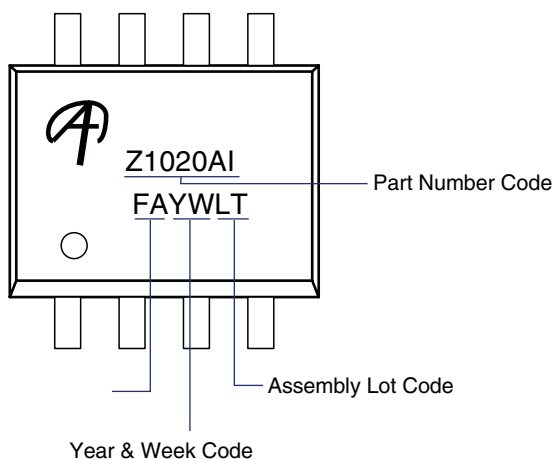 Z1020AI
Part Number Code
FAYWLT
Assembly Lot Code
Year & Week Code